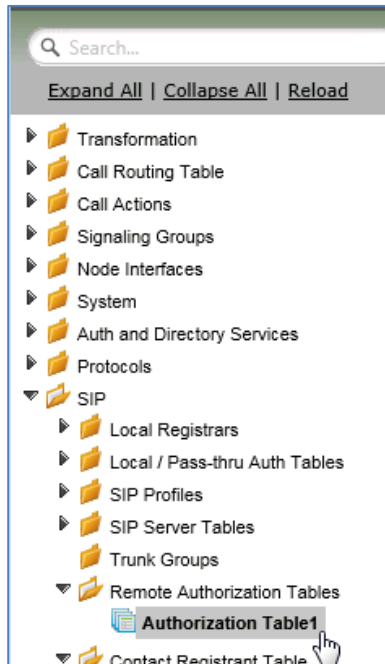 Search...
Expand All | Collapse All | Reload
Transformation
Call Routing Table
Call Actions
Signaling Groups
Node Interfaces
System
Auth and Directory Services
Protocols
SIP
Local Registrars
Local / Pass-thru Auth Tables
SIP Profiles
SIP Server Tables
Trunk Groups
Remote Authorization Tables
Authorization Table1
Contact Registrant Table